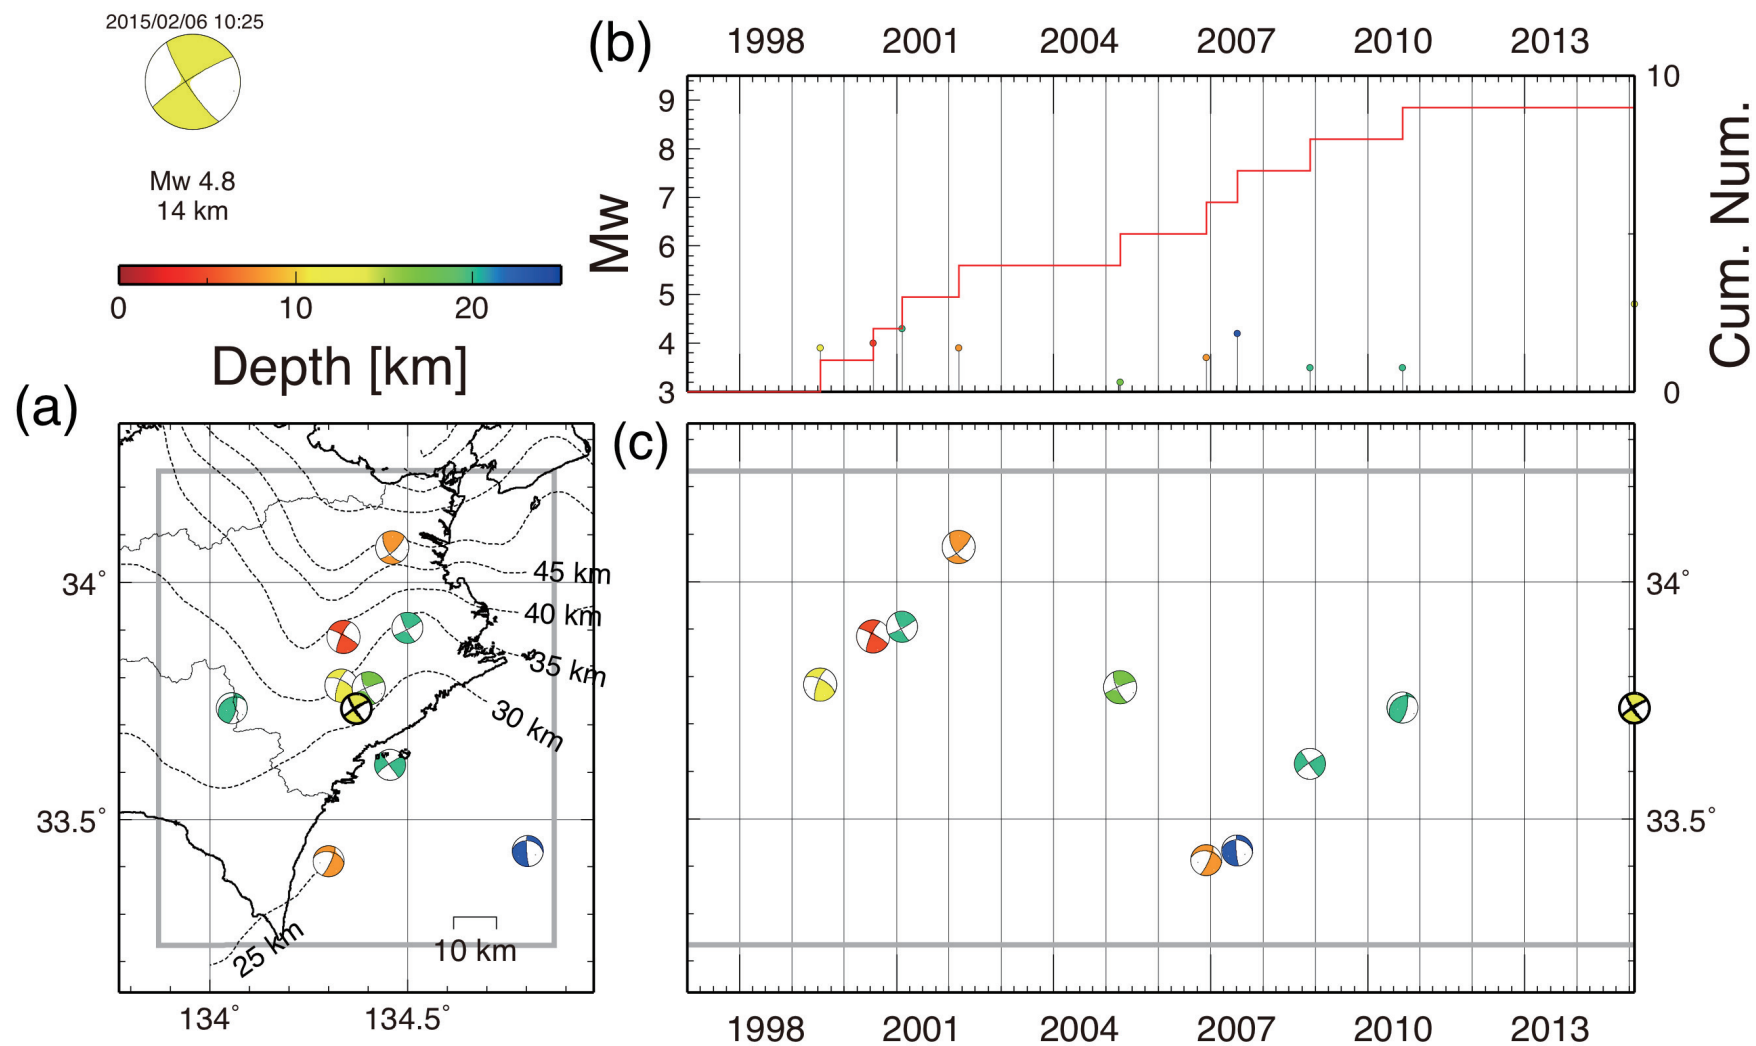 2015/02/06 10:25
Mw 4.8
14 km
0 10 20
Depth [km]
(b)
1998 2001 2004 2007 2010 2013
Mw
9
8
7
6
5
4
3
10
0
Cum. Num.
(a)
34°
33.5°
45 km
40 km
35 km
30 km
25 km
10 km
134° 134.5°
(c)
34°
33.5°
1998 2001 2004 2007 2010 2013